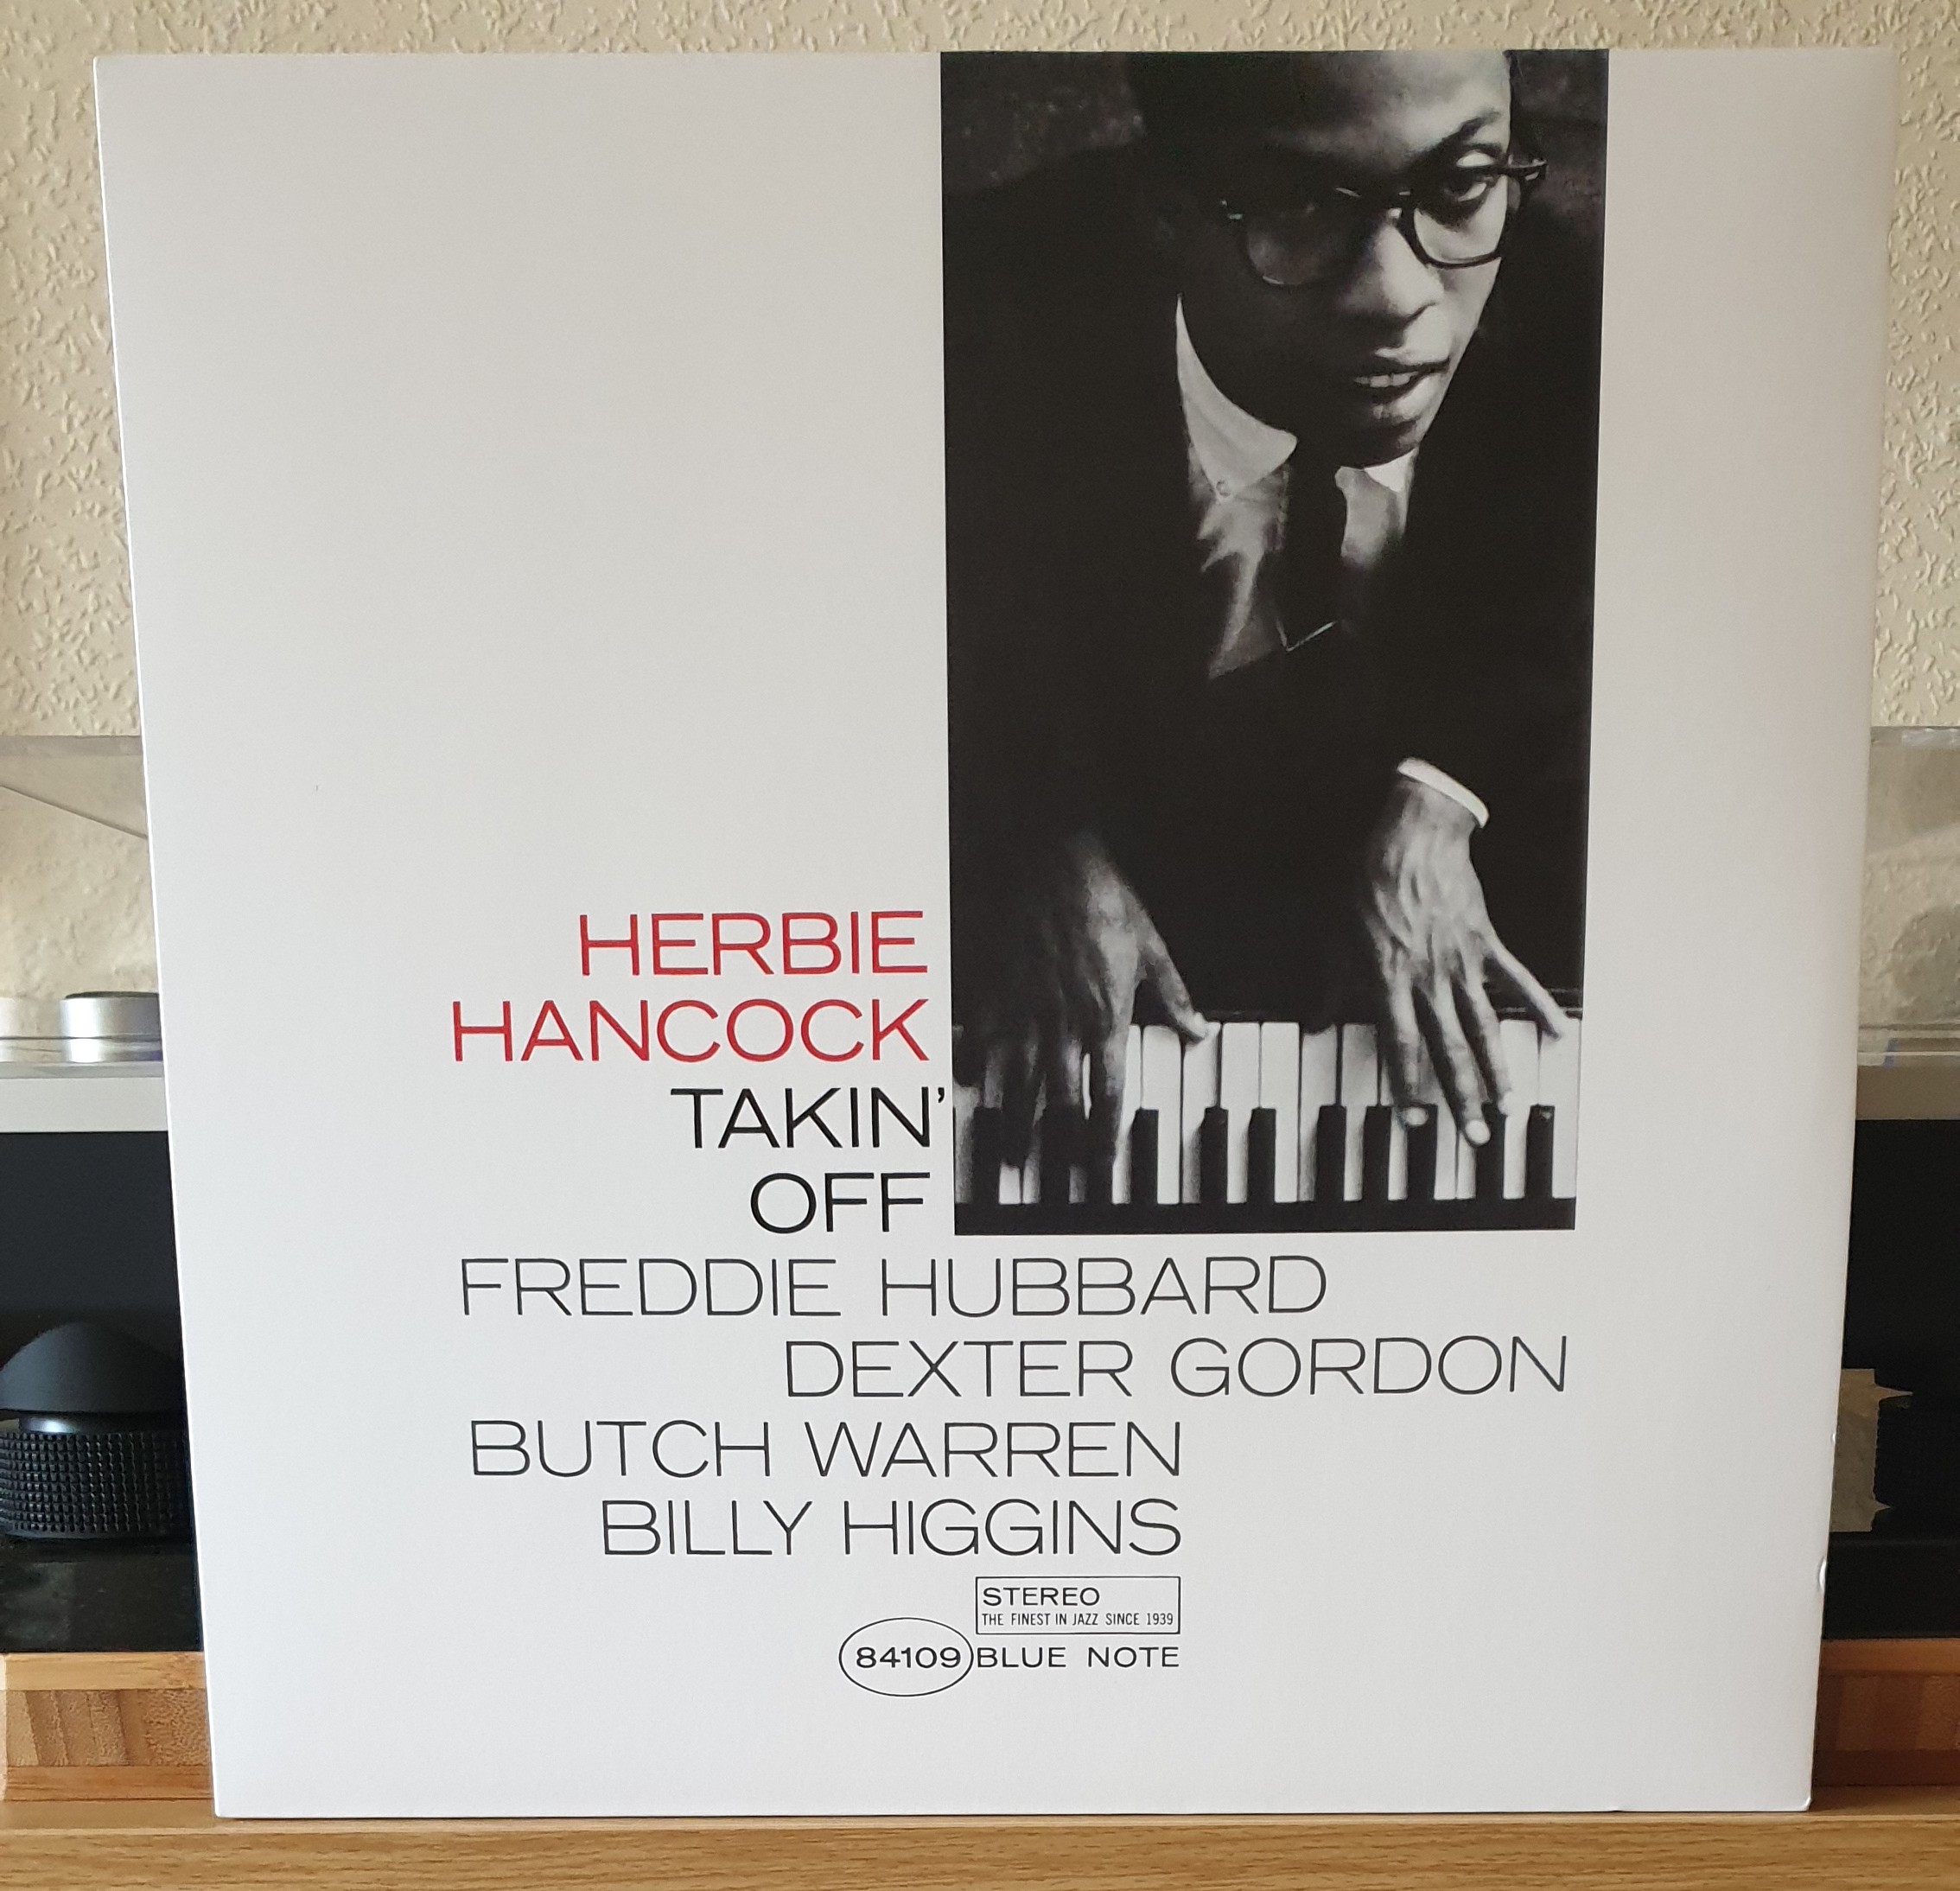 HERBIE
HANCOCK
TAKIN’
OFF
FREDDIE HUBBARD
DEXTER GORDON
BUTCH WARREN
BILLY HIGGINS
STEREO
THE FINEST IN JAZZ SINCE 1939
84109 BLUE NOTE